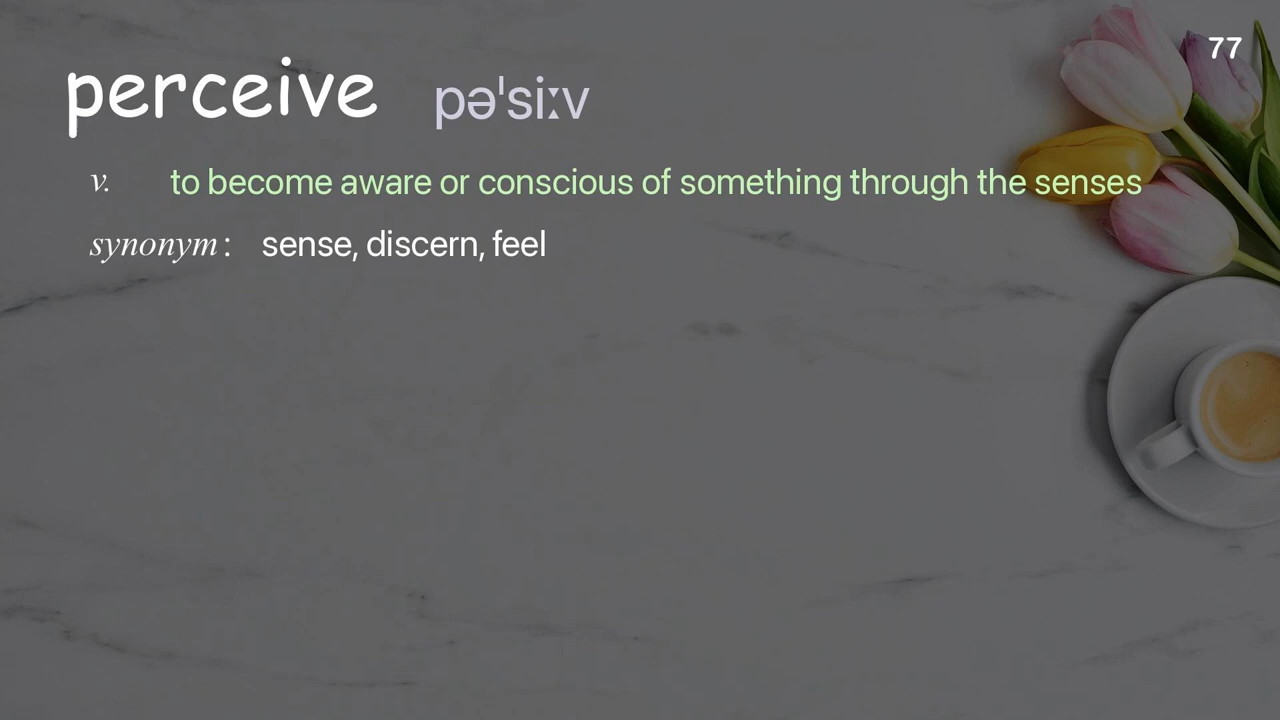 77
perceive pəˈsiːv
v. to become aware or conscious of something through the senses
synonym : sense, discern, feel